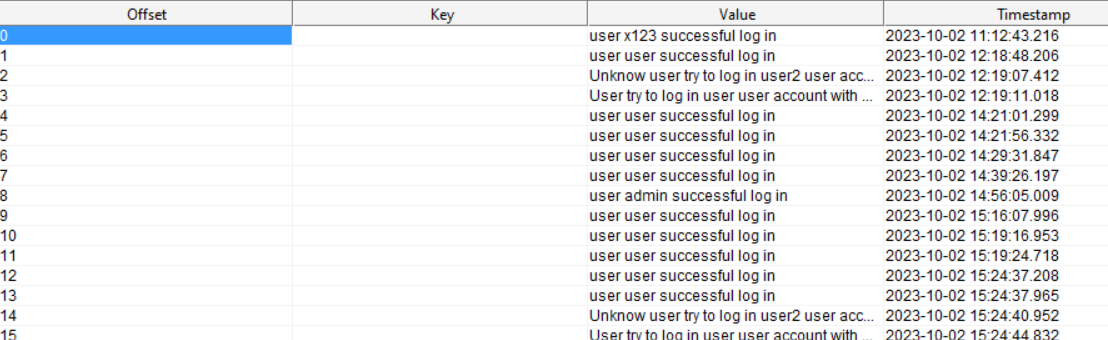 Offset Key Value Timestamp
0 user x123 successful log in 2023-10-02 11:12:43.216
1 user user successful log in 2023-10-02 12:18:48.206
2 Unknow user try to log in user2 user acc... 2023-10-02 12:19:07.412
3 User try to log in user user account with ... 2023-10-02 12:19:11.018
4 user user successful log in 2023-10-02 14:21:01.299
5 user user successful log in 2023-10-02 14:21:56.332
6 user user successful log in 2023-10-02 14:29:31.847
7 user user successful log in 2023-10-02 14:39:26.197
8 user admin successful log in 2023-10-02 14:56:05.009
9 user user successful log in 2023-10-02 15:16:07.996
10 user user successful log in 2023-10-02 15:19:16.953
11 user user successful log in 2023-10-02 15:19:24.718
12 user user successful log in 2023-10-02 15:24:37.208
13 user user successful log in 2023-10-02 15:24:37.965
14 Unknow user try to log in user2 user acc... 2023-10-02 15:24:40.952
15 User try to log in user user account with ... 2023-10-02 15:24:44.832